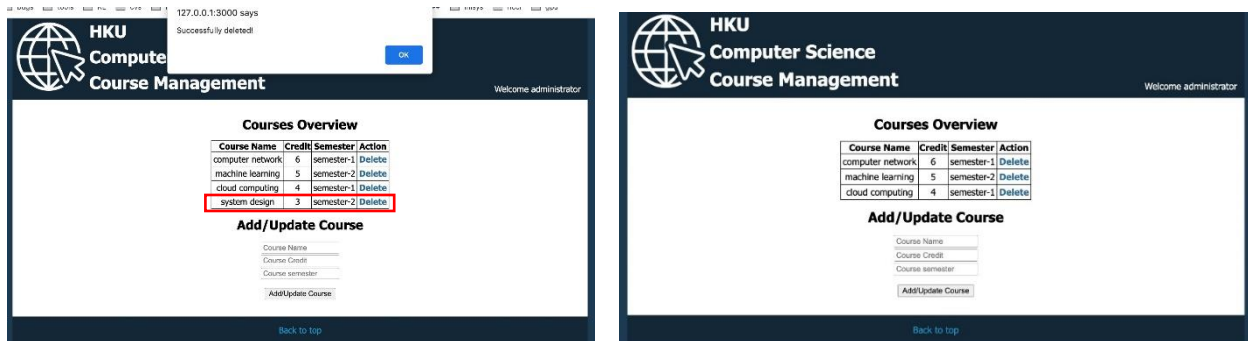 127.0.0.1:3000 says
Successfully deleted!
OK
HKU
Compute
Course Management
Welcome administrator
Courses Overview
Course Name Credit Semester Action
computer network 6 semester-1 Delete
machine learning 5 semester-2 Delete
cloud computing 4 semester-1 Delete
system design 3 semester-2 Delete
Add/Update Course
Course Name
Course Credit
Course semester
Add/Update Course
Back to top
HKU
Computer Science
Course Management
Welcome administrator
Courses Overview
Course Name Credit Semester Action
computer network 6 semester-1 Delete
machine learning 5 semester-2 Delete
cloud computing 4 semester-1 Delete
Add/Update Course
Course Name
Course Credit
Course semester
Add/Update Course
Back to top